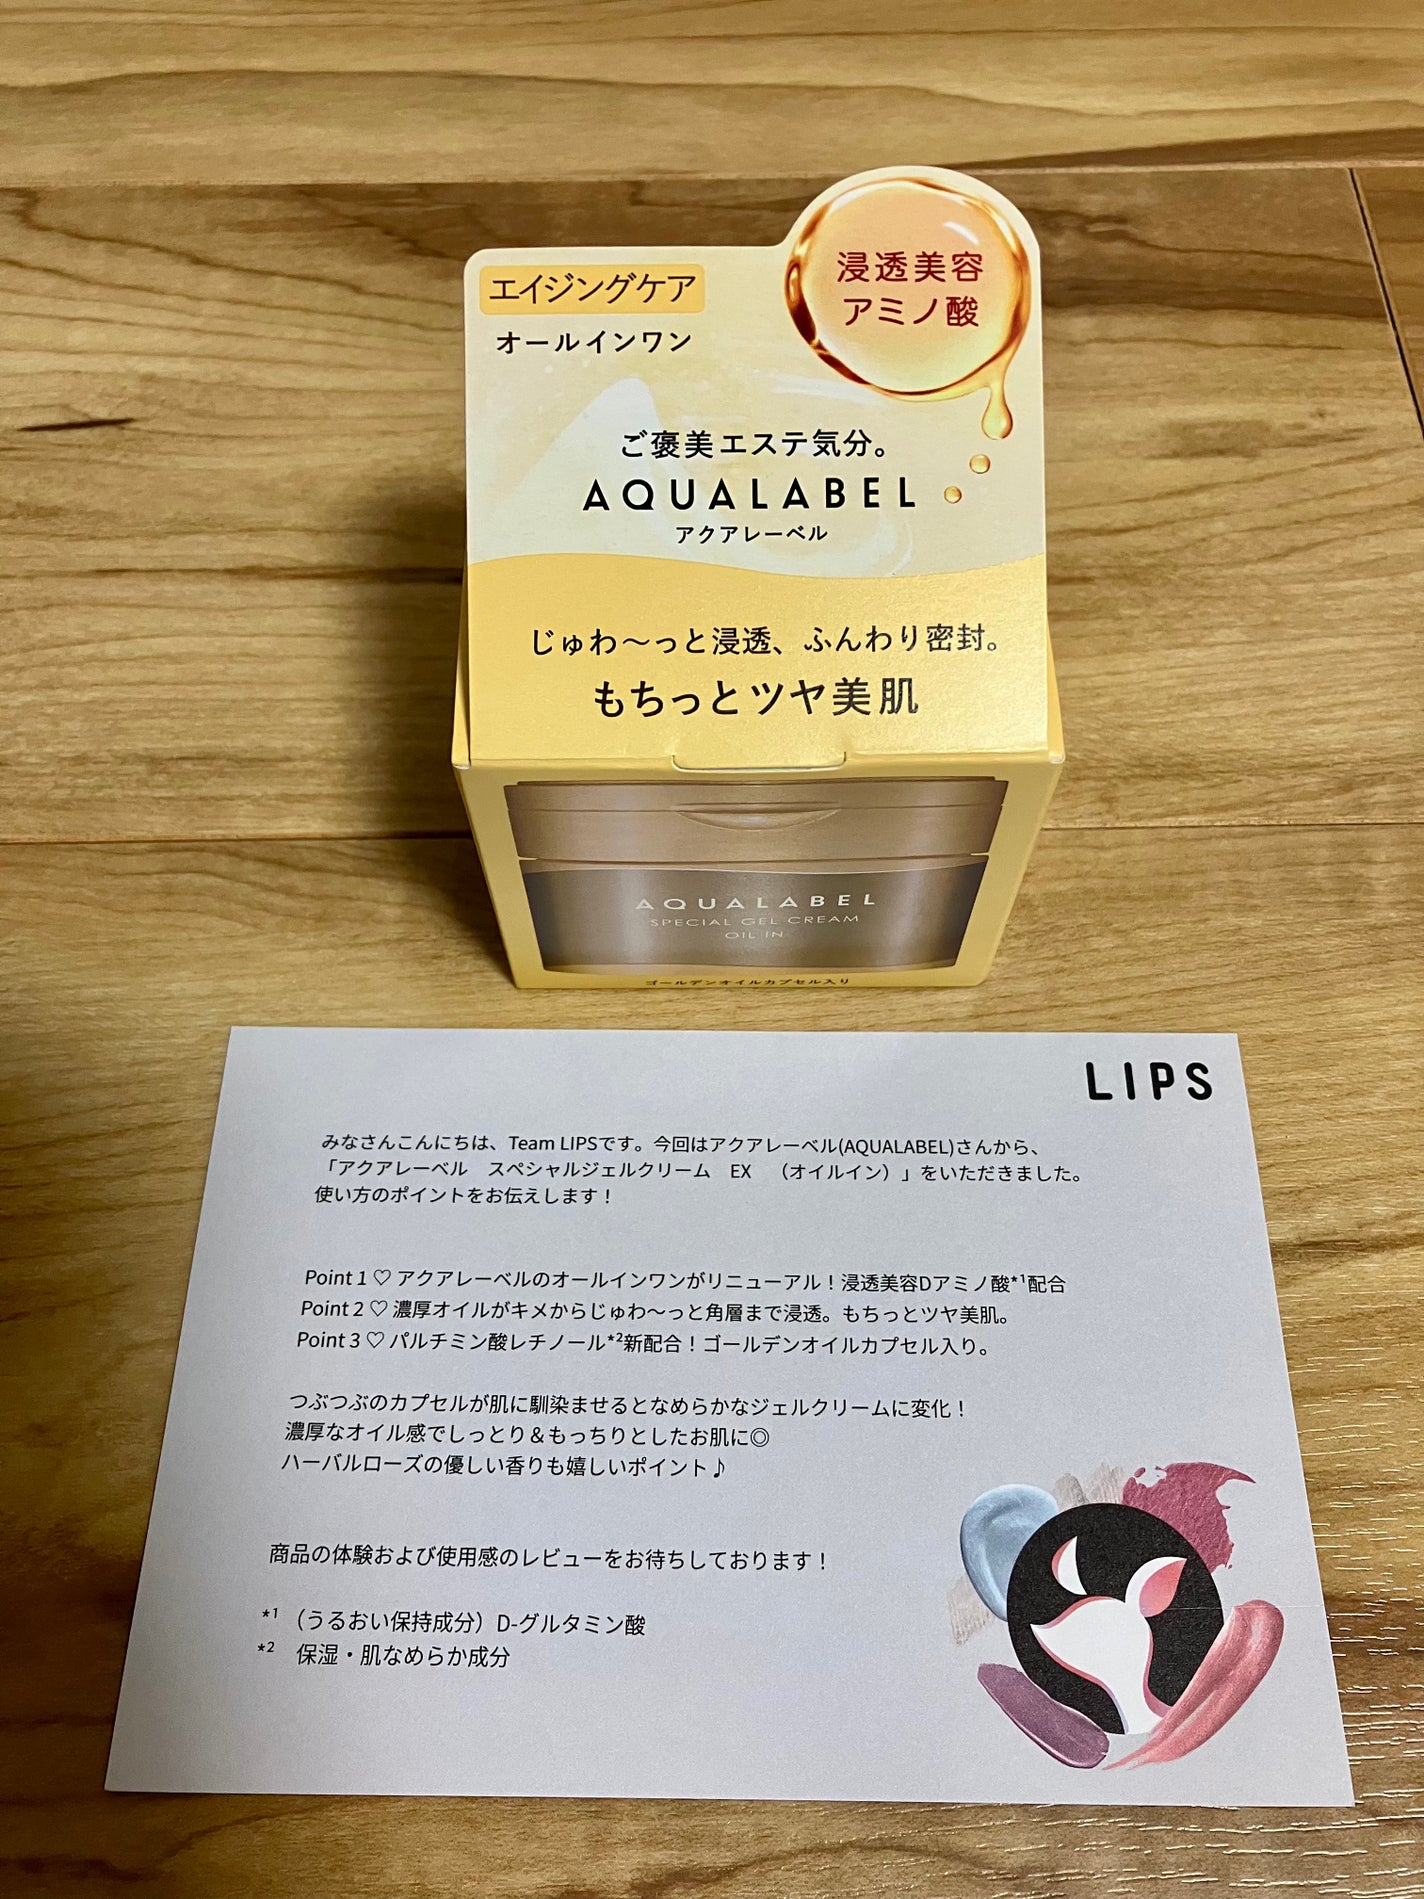 エイジングケア
オールインワン
浸透美容
アミノ酸
ご褒美エステ気分。
AQUALABEL
アクアレーベル
じゅわ～っと浸透、ふんわり密封。
もちっとツヤ美肌
AQUALABEL
SPECIAL GEL CREAM
OIL IN
ゴールデンオイルカプセル入り
LIPS
みなさんこんにちは、Team LIPSです。今回はアクアレーベル(AQUALABEL)さんから、
「アクアレーベル　スペシャルジェルクリーム　EX　（オイルイン）」をいただきました。
使い方のポイントをお伝えします！
Point 1 ♡ アクアレーベルのオールインワンがリニューアル！浸透美容Dアミノ酸*1配合
Point 2 ♡ 濃厚オイルがキメからじゅわ～っと角層まで浸透。もちっとツヤ美肌。
Point 3 ♡ パルチミン酸レチノール*2新配合！ゴールデンオイルカプセル入り。
つぶつぶのカプセルが肌に馴染ませるとなめらかなジェルクリームに変化！
濃厚なオイル感でしっとり＆もっちりとしたお肌に◎
ハーバルローズの優しい香りも嬉しいポイント♪
商品の体験および使用感のレビューをお待ちしております！
*1 （うるおい保持成分）D-グルタミン酸
*2 保湿・肌なめらか成分